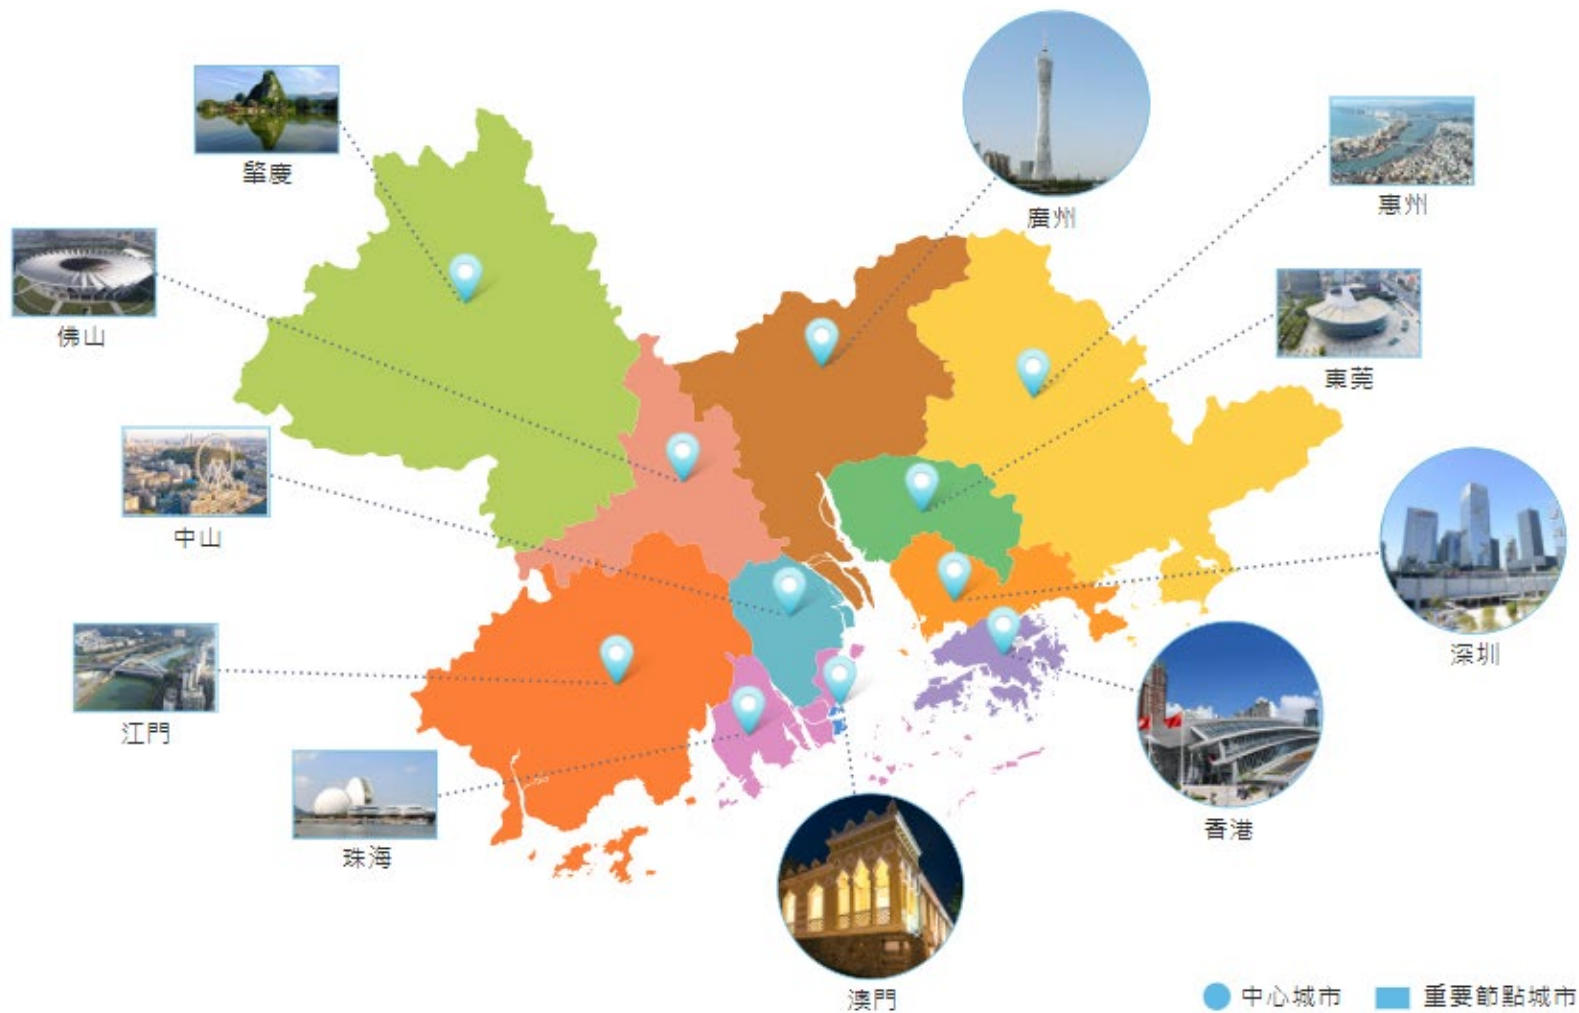 肇慶
廣州
惠州
佛山
東莞
中山
深圳
江門
香港
珠海
澳門
中心城市
重要節點城市